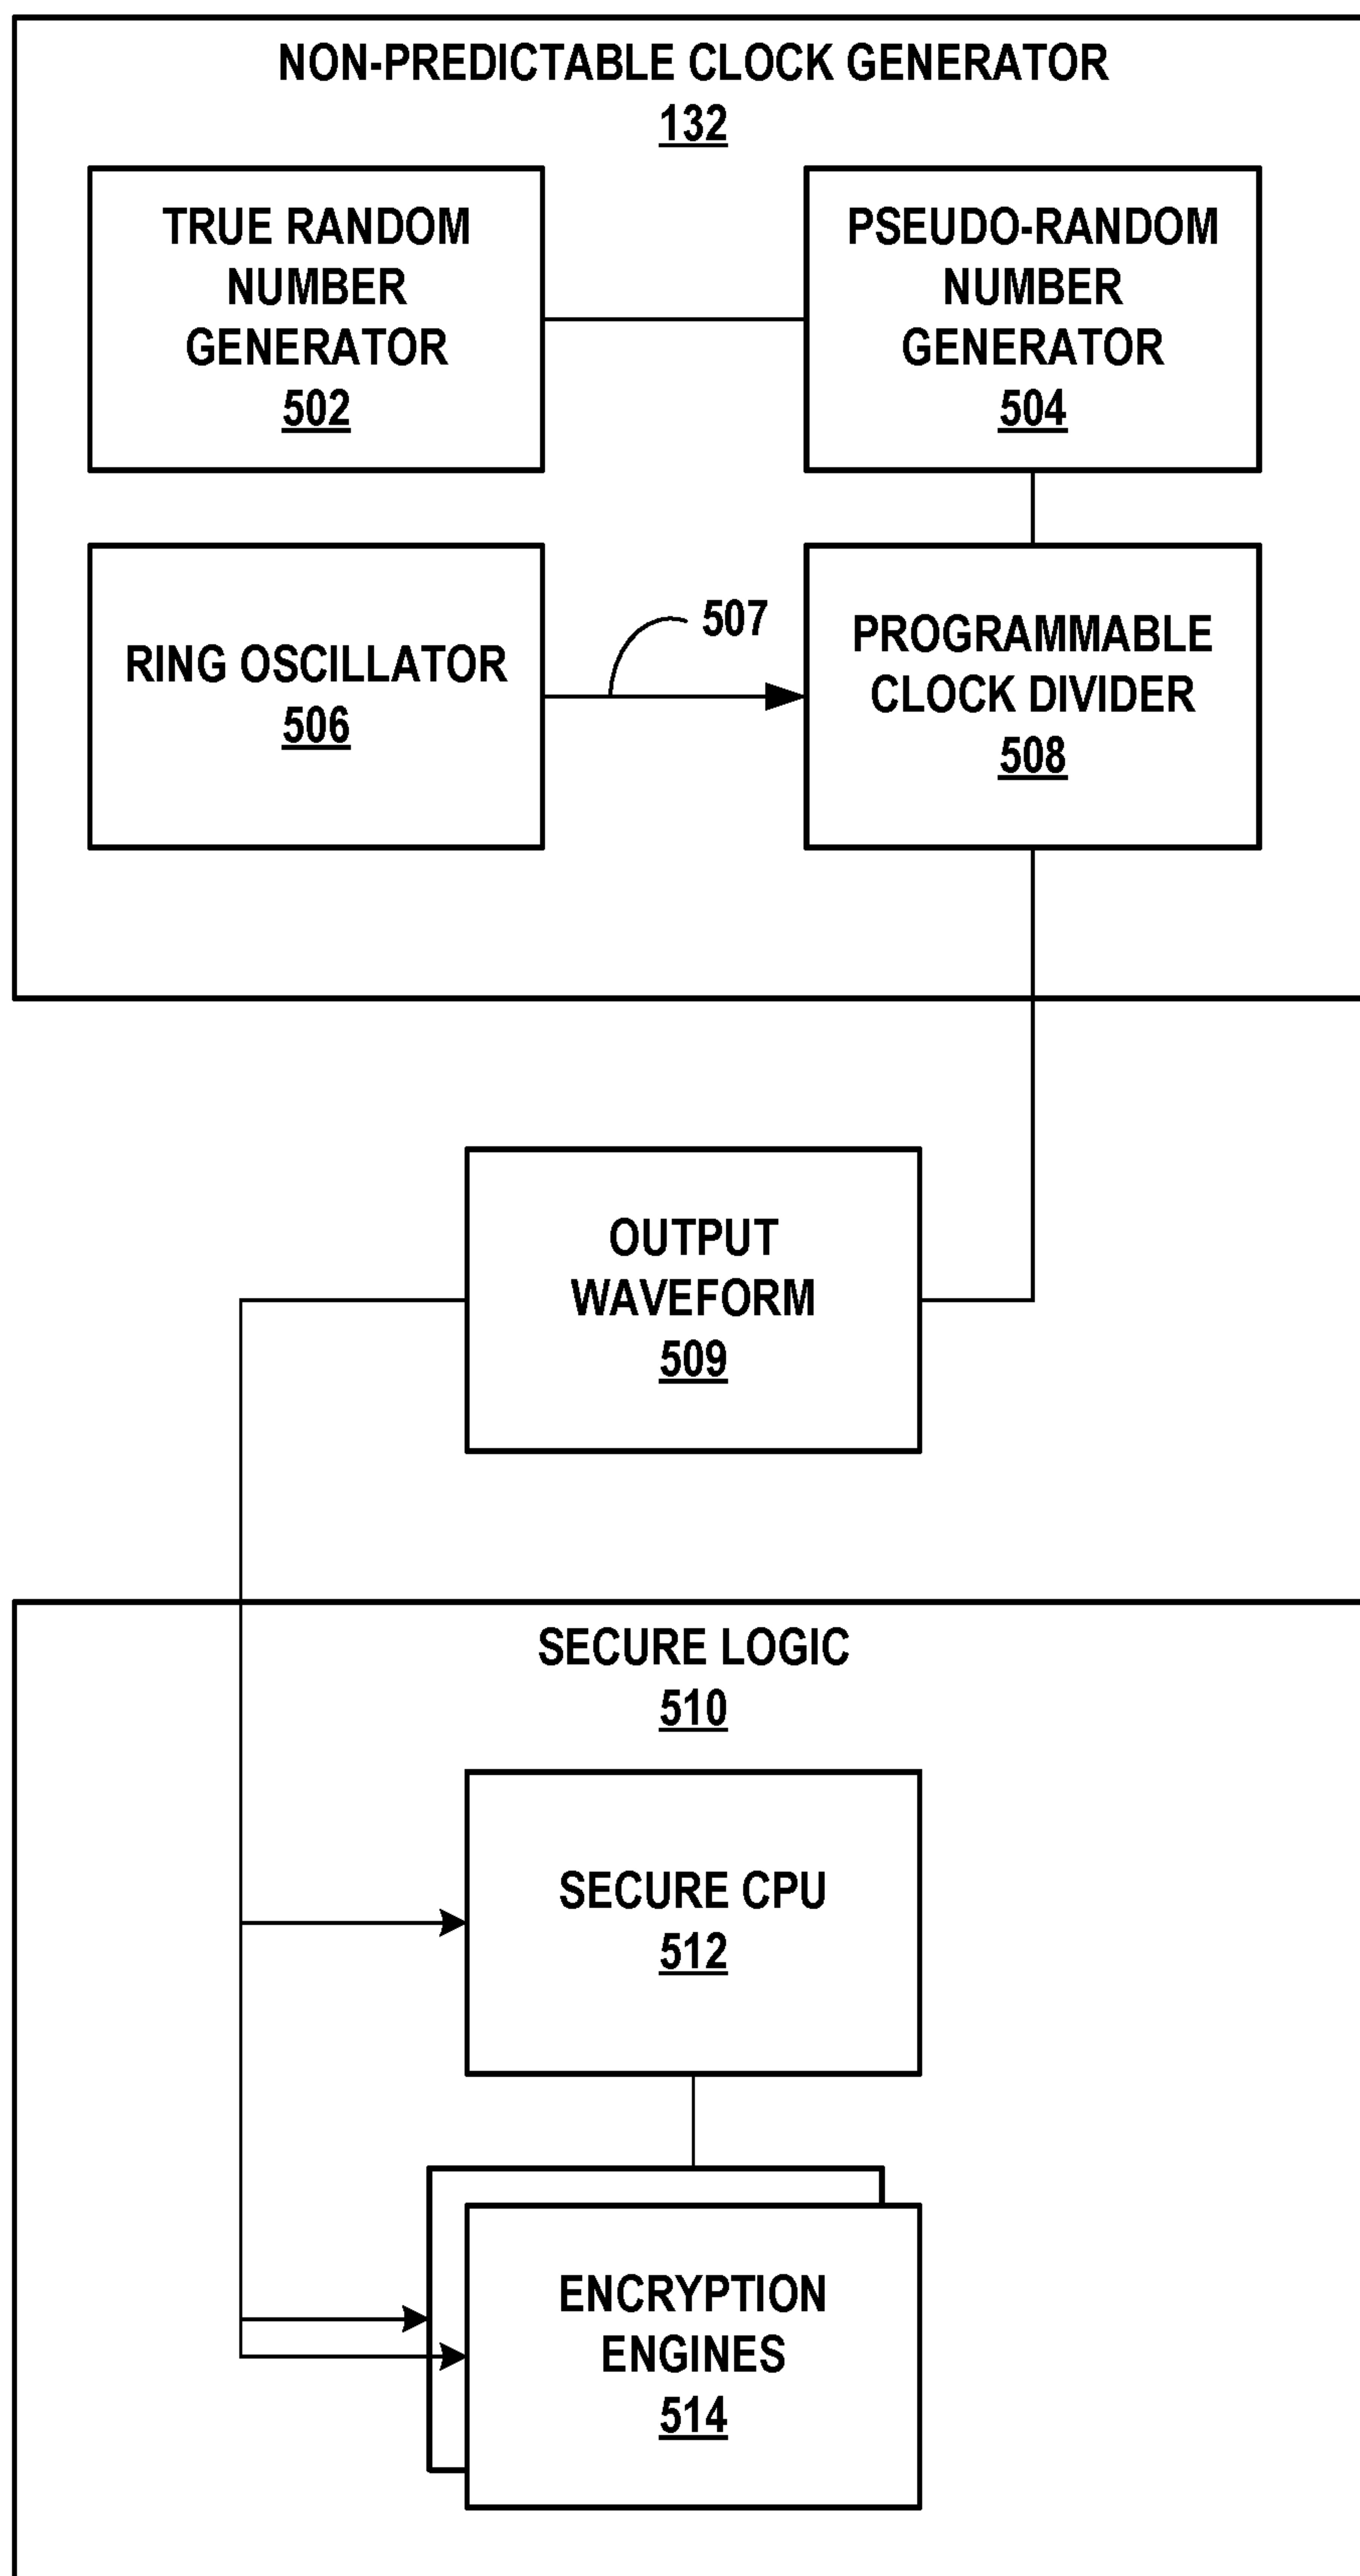 NON-PREDICTABLE CLOCK GENERATOR
132
TRUE RANDOM
NUMBER
GENERATOR
502
PSEUDO-RANDOM
NUMBER
GENERATOR
504
RING OSCILLATOR
506
507
PROGRAMMABLE
CLOCK DIVIDER
508
OUTPUT
WAVEFORM
509
SECURE LOGIC
510
SECURE CPU
512
ENCRYPTION
ENGINES
514